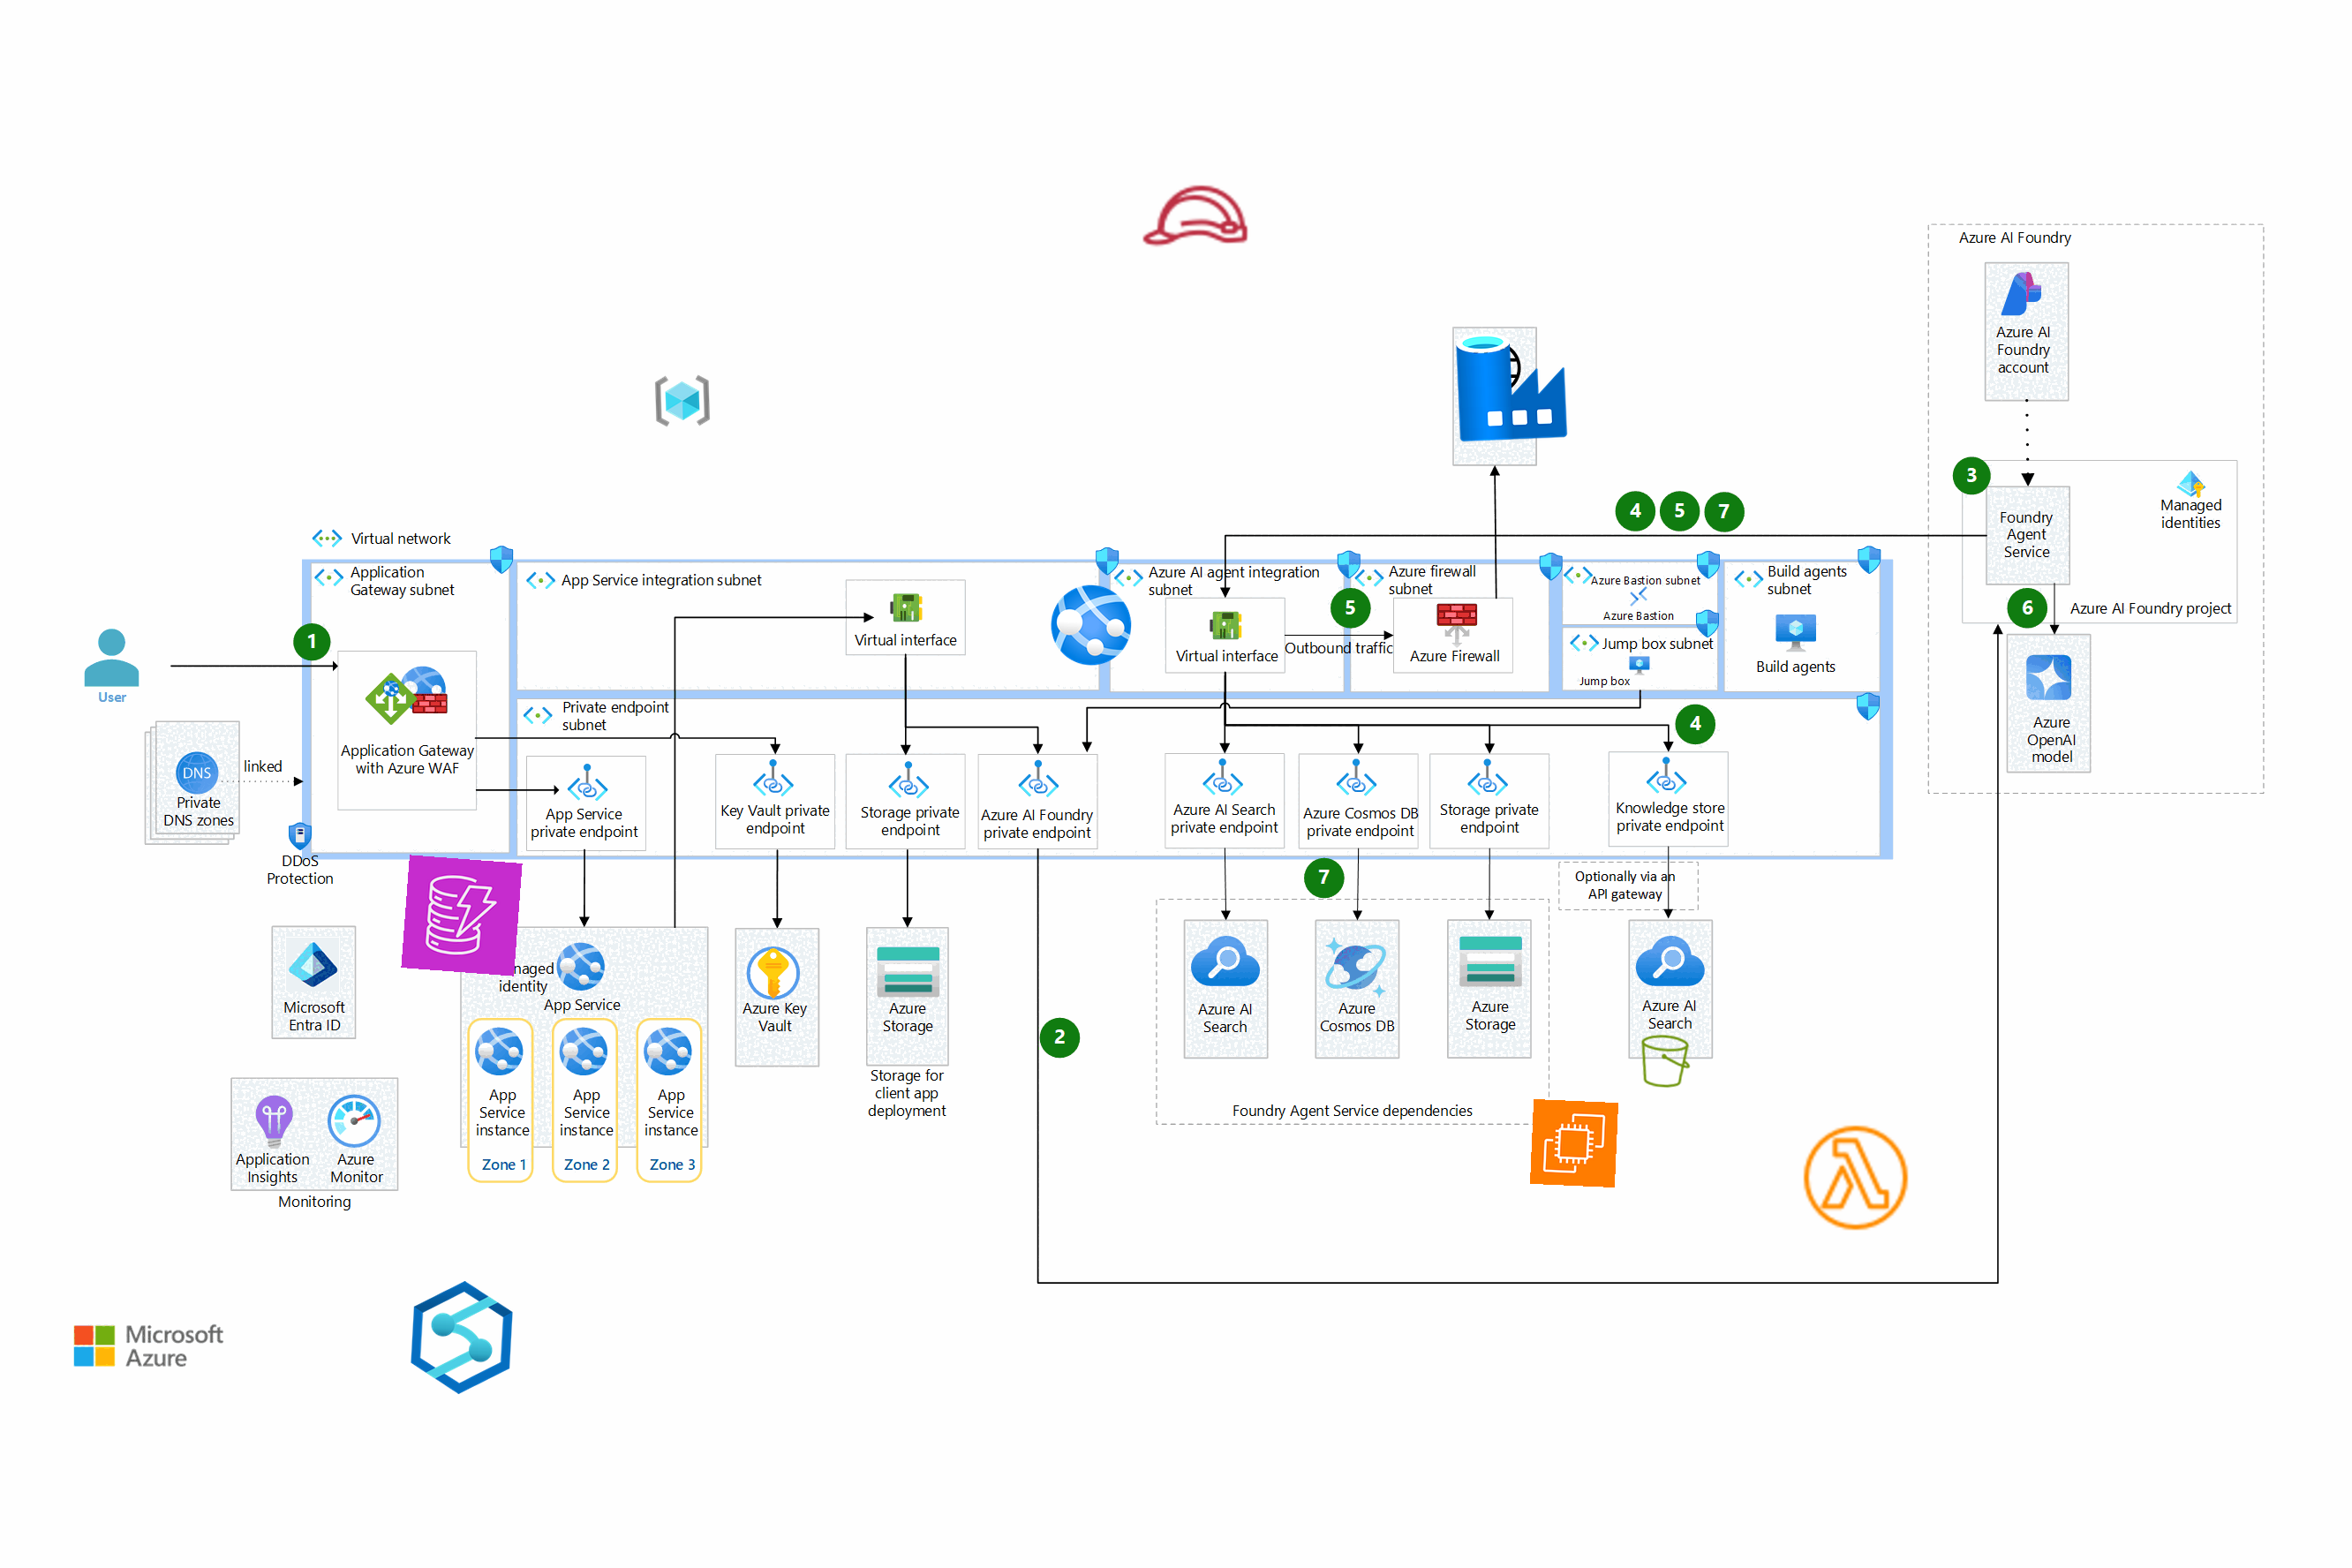 Azure AI Foundry
Azure AI
Foundry
account
3
Managed
identities
Foundry
Agent
Service
6
Azure AI Foundry project
Azure
OpenAI
model
4
5
7
Virtual network
Application
Gateway subnet
App Service integration subnet
Virtual interface
Azure AI agent integration
subnet
Virtual interface
Outbound traffic
5
Azure firewall
subnet
Azure Firewall
Azure Bastion subnet
Azure Bastion
Jump box subnet
Jump box
Build agents
subnet
Build agents
1
User
Application Gateway
with Azure WAF
DNS
linked
Private
DNS zones
DDoS
Protection
Private endpoint
subnet
App Service
private endpoint
Key Vault private
endpoint
Storage private
endpoint
Azure AI Foundry
private endpoint
Azure AI Search
private endpoint
Azure Cosmos DB
private endpoint
Storage private
endpoint
4
Knowledge store
private endpoint
7
Optionally via an
API gateway
Microsoft
Entra ID
identity
App Service
App
Service
instance
Zone 1
App
Service
instance
Zone 2
App
Service
instance
Zone 3
Azure Key
Vault
Azure
Storage
Storage for
client app
deployment
2
Azure AI
Search
Azure
Cosmos DB
Azure
Storage
Azure AI
Search
Foundry Agent Service dependencies
Application
Insights
Azure
Monitor
Monitoring
Microsoft
Azure